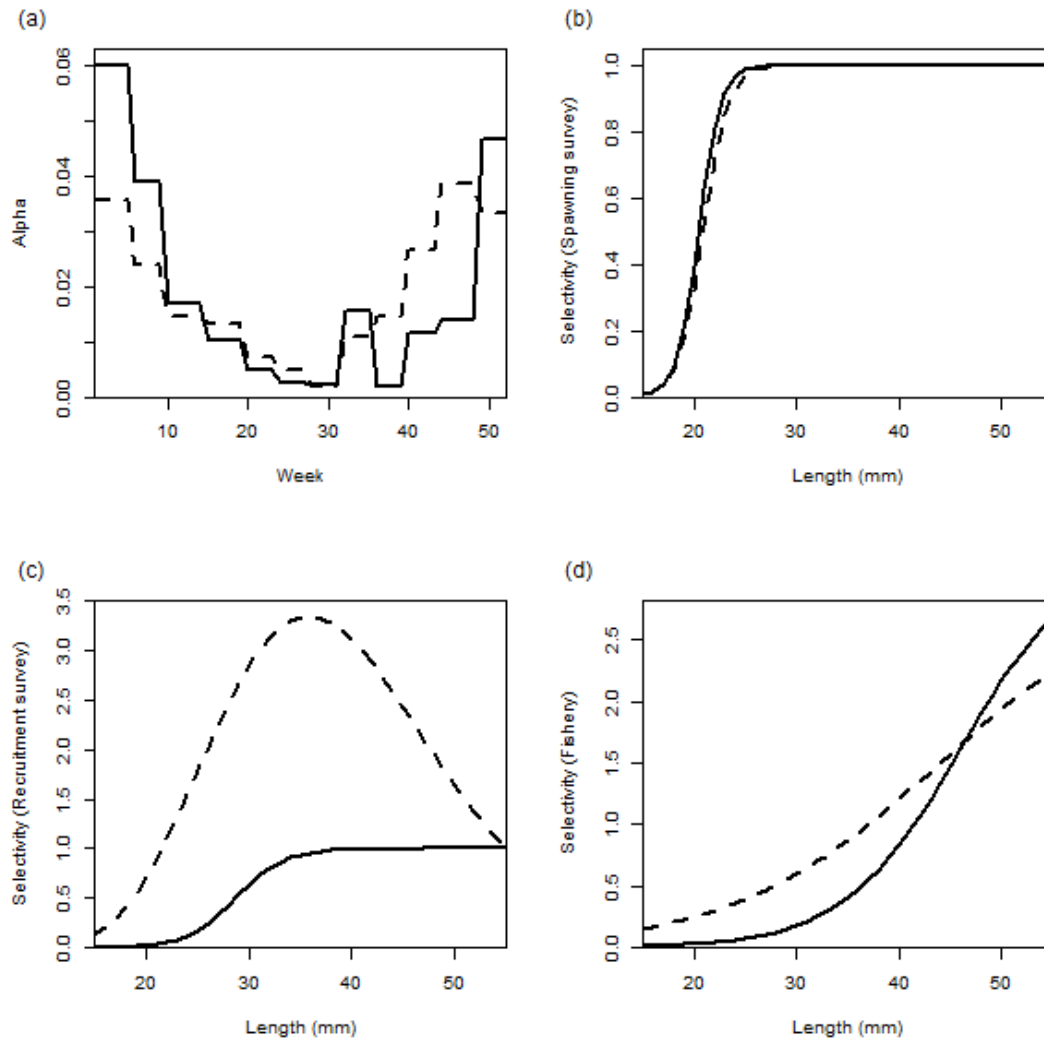 (a)
Alpha
0.00 0.02 0.04 0.06
10 20 30 40 50
Week
(b)
Selectivity (Spawning survey)
0.0 0.2 0.4 0.6 0.8 1.0
20 30 40 50
Length (mm)
(c)
Selectivity (Recruitment survey)
0.0 0.5 1.0 1.5 2.0 2.5 3.0 3.5
20 30 40 50
Length (mm)
(d)
Selectivity (Fishery)
0.0 0.5 1.0 1.5 2.0 2.5
20 30 40 50
Length (mm)